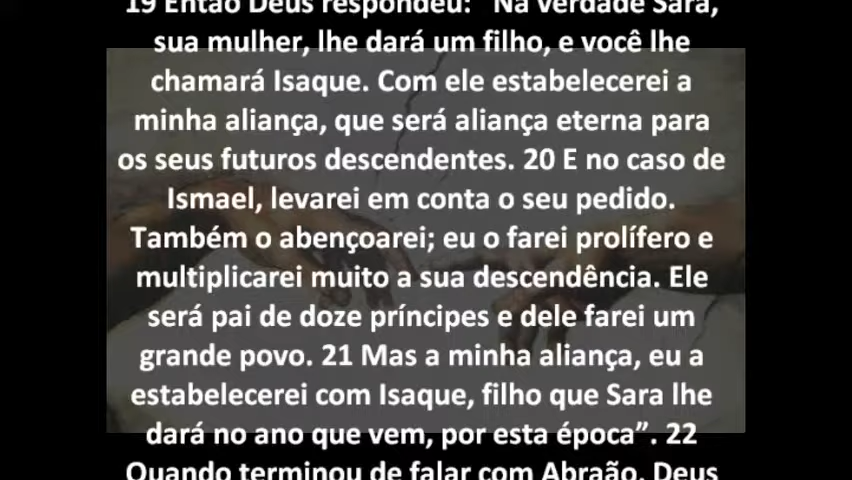 19 Então Deus respondeu: "Na verdade Sara,
sua mulher, lhe dará um filho, e você lhe
chamará Isaque. Com ele estabelecerei a
minha aliança, que será aliança eterna para
os seus futuros descendentes. 20 E no caso de
Ismael, levarei em conta o seu pedido.
Também o abençoarei; eu o farei prolífero e
multiplicarei muito a sua descendência. Ele
será pai de doze príncipes e dele farei um
grande povo. 21 Mas a minha aliança, eu a
estabelecerei com Isaque, filho que Sara lhe
dará no ano que vem, por esta época”. 22
Quando terminou de falar com Abraão, Deus